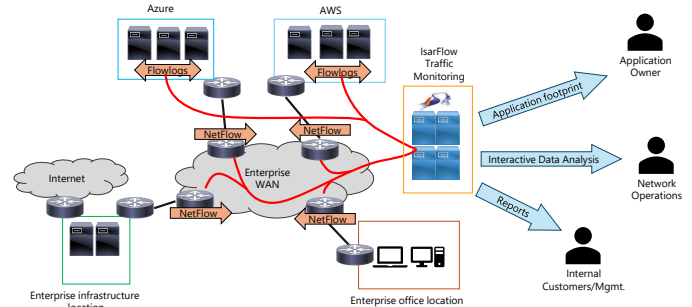 Azure
AWS
IsarFlow
Traffic
Monitoring
Flowlogs
Flowlogs
Application
Owner
Application footprint
NetFlow
NetFlow
Interactive Data Analysis
Enterprise
WAN
Internet
Network
Operations
Reports
NetFlow
NetFlow
Internal
Customers/Mgmt.
Enterprise infrastructure
location
Enterprise office location